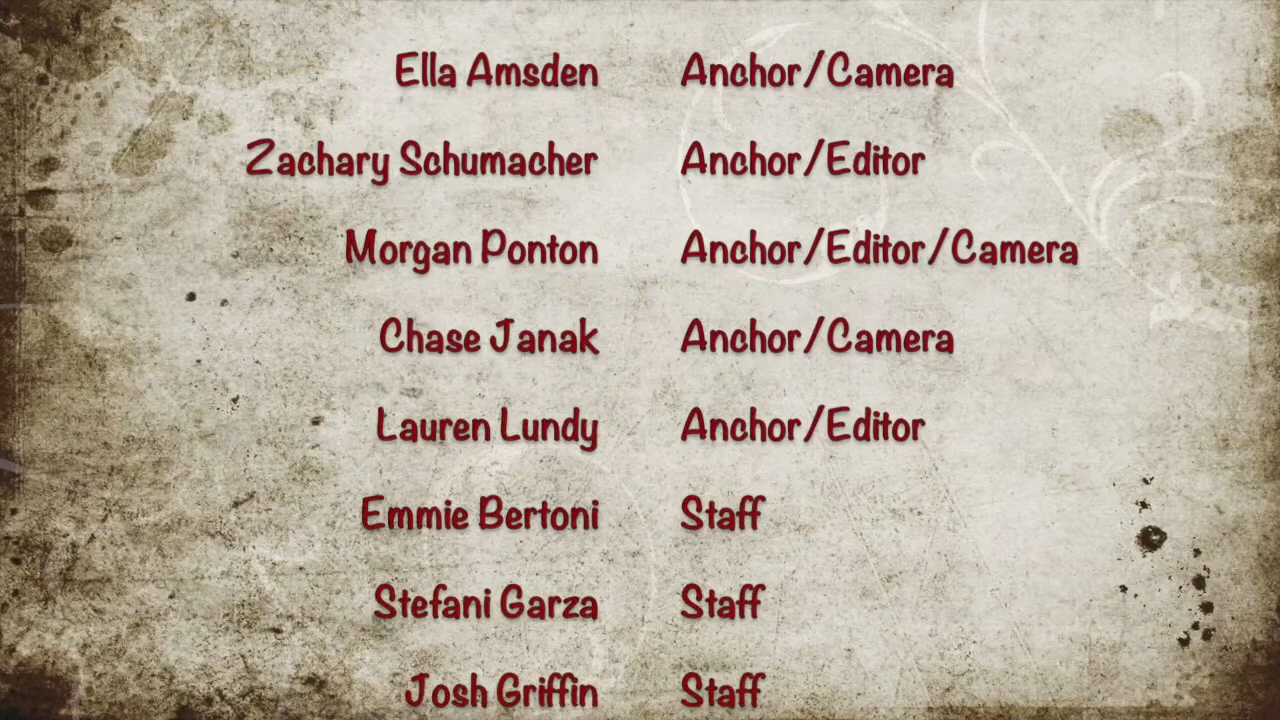 Ella Amsden Anchor/Camera
Zachary Schumacher Anchor/Editor
Morgan Ponton Anchor/Editor/Camera
Chase Janak Anchor/Camera
Lauren Lundy Anchor/Editor
Emmie Bertoni Staff
Stefani Garza Staff
Josh Griffin Staff